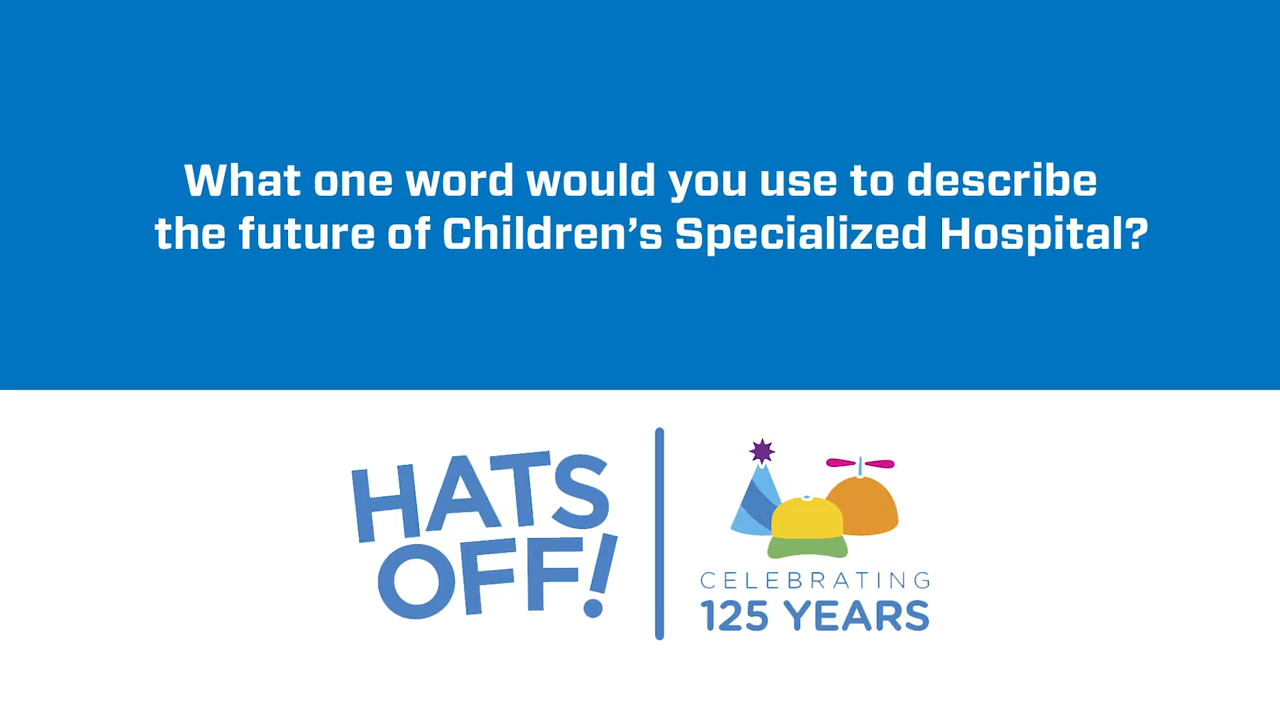 What one word would you use to describe
the future of Children’s Specialized Hospital?
HATS
OFF!
CELEBRATING
125 YEARS